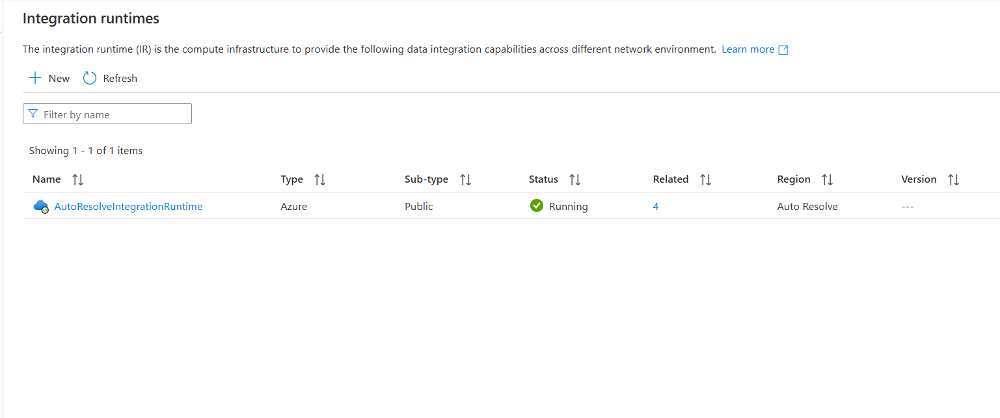 Integration runtimes
The integration runtime (IR) is the compute infrastructure to provide the following data integration capabilities across different network environment. Learn more
New Refresh
Filter by name
Showing 1 - 1 of 1 items
Name Type Sub-type Status Related Region Version
AutoResolveIntegrationRuntime Azure Public Running 4 Auto Resolve ---